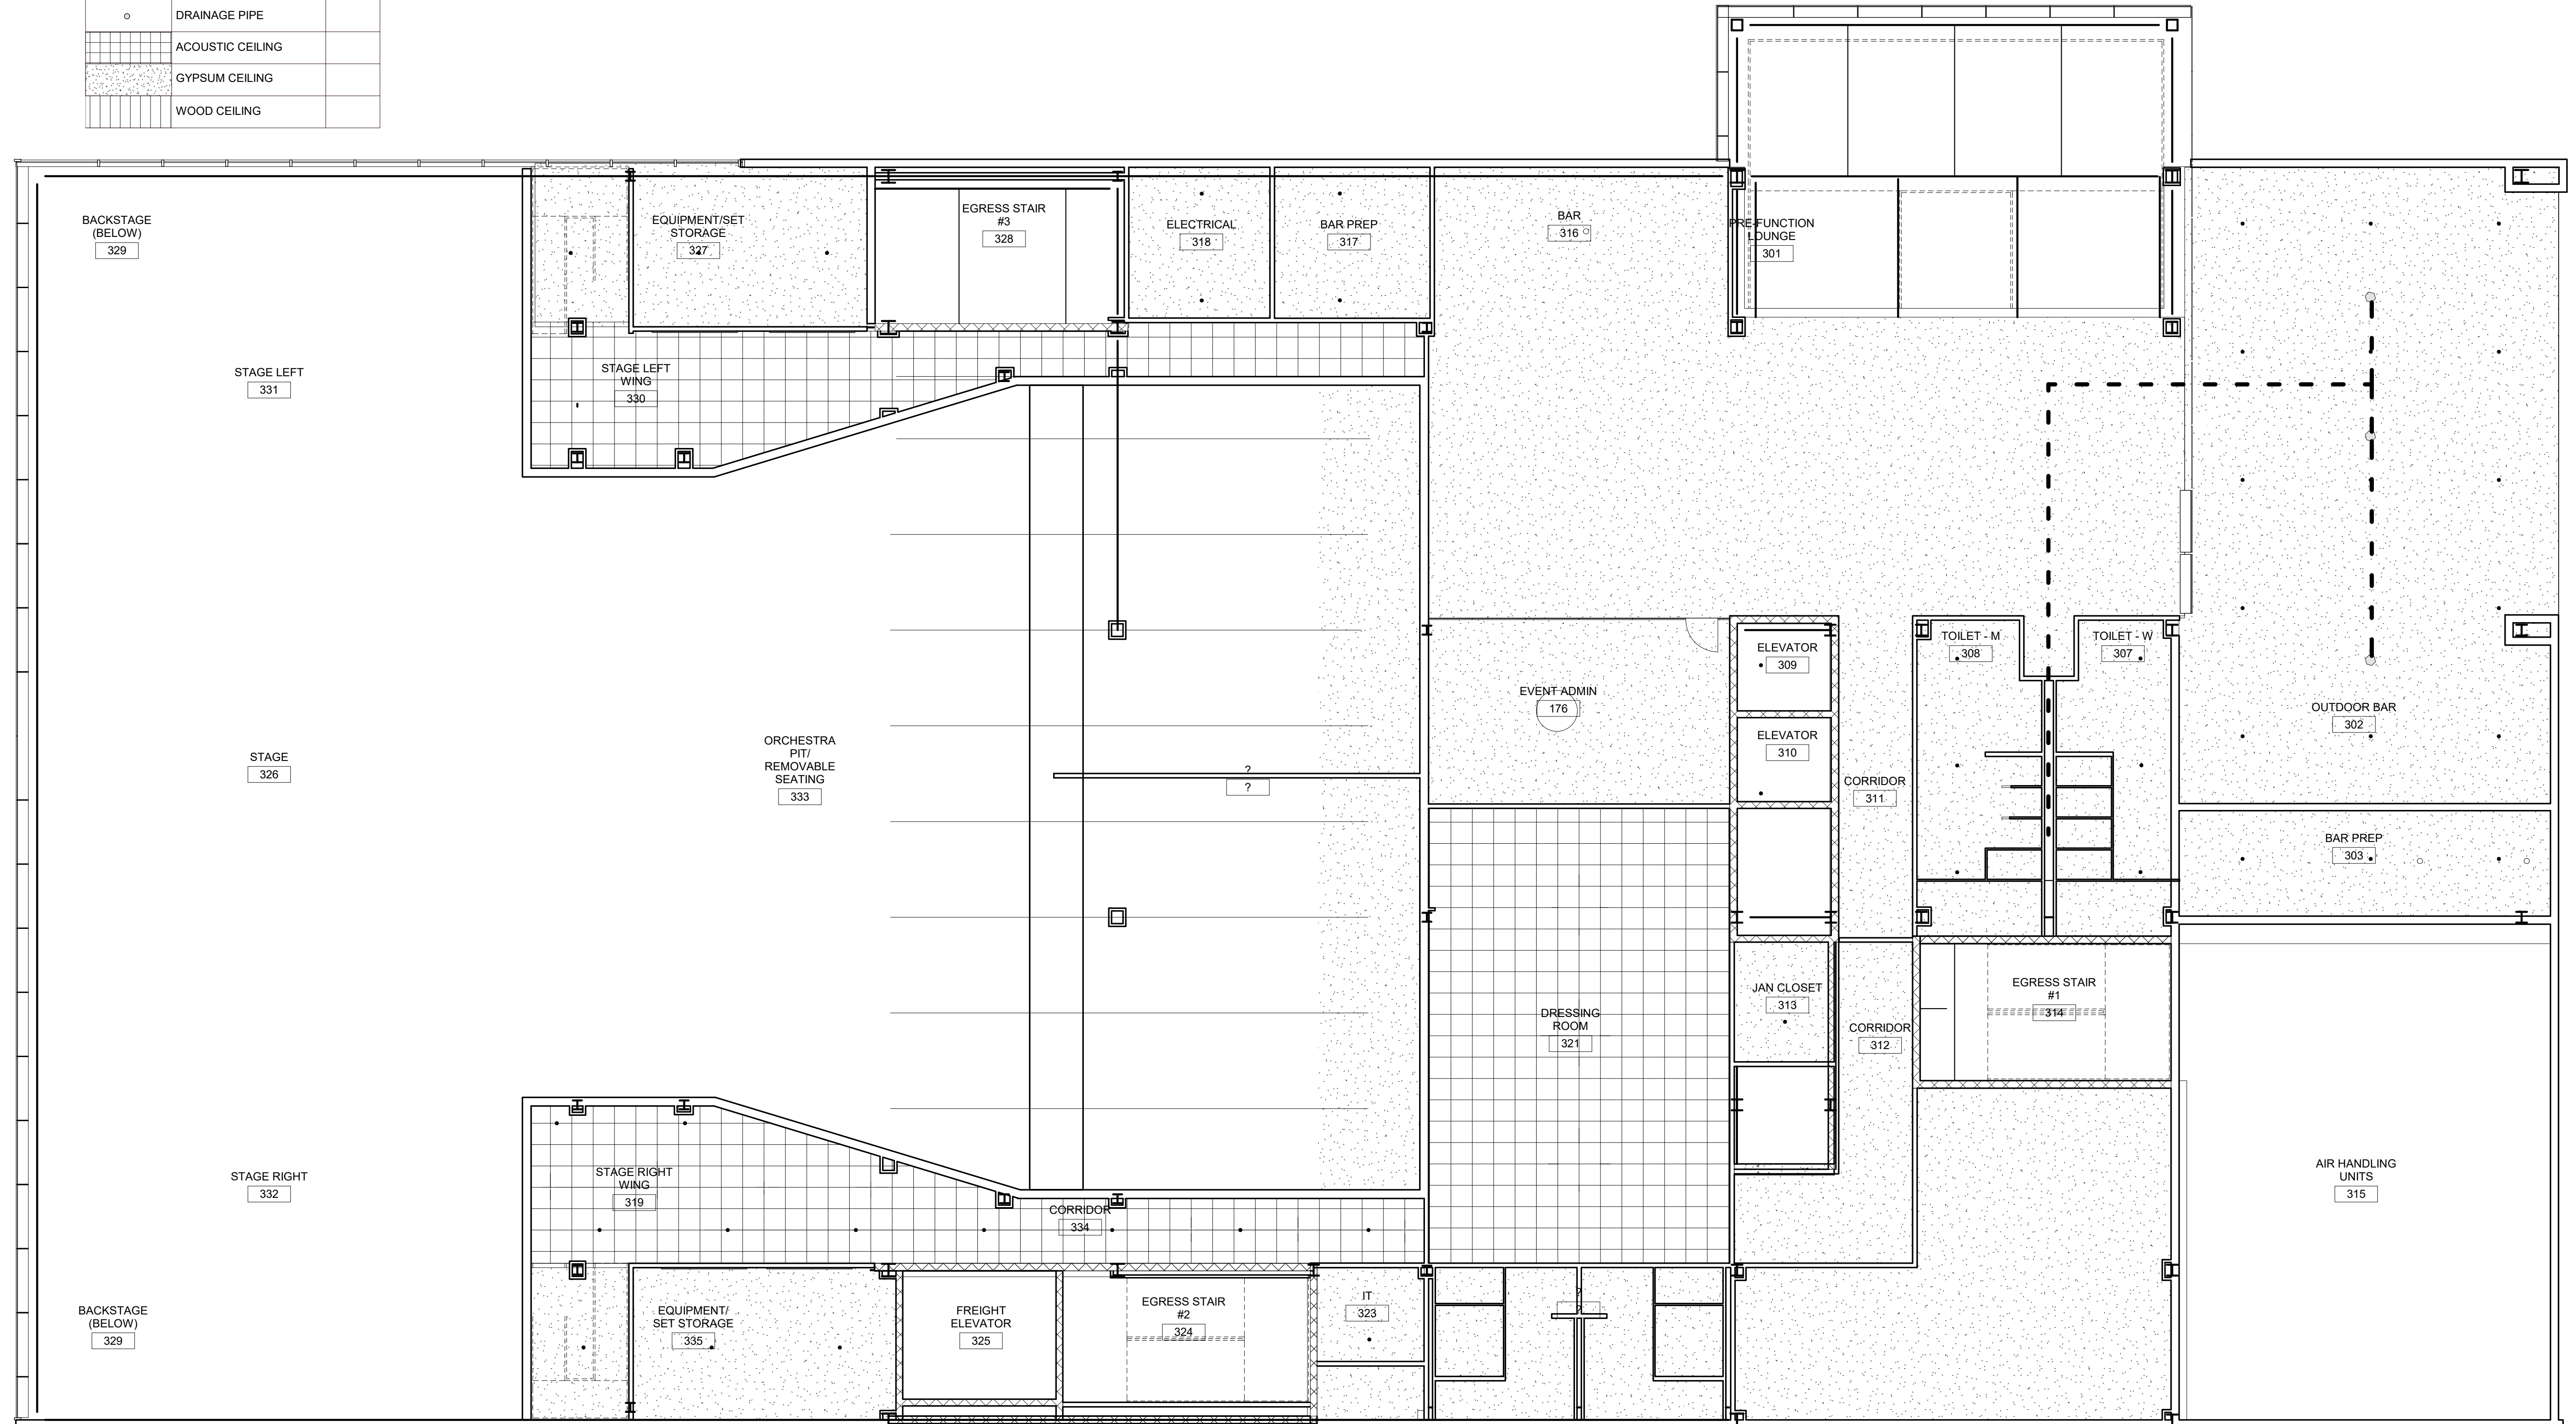 DRAINAGE PIPE
ACOUSTIC CEILING
GYPSUM CEILING
WOOD CEILING
BACKSTAGE
(BELOW)
329
EQUIPMENT/SET
STORAGE
327
EGRESS STAIR
#3
328
ELECTRICAL
318
BAR PREP
317
BAR
316
PRE-FUNCTION
LOUNGE
301
STAGE LEFT
331
STAGE LEFT
WING
330
ELEVATOR
309
TOILET - M
308
TOILET - W
307
EVENT ADMIN
176
OUTDOOR BAR
302
STAGE
326
ORCHESTRA
PIT/
REMOVABLE
SEATING
333
?
?
ELEVATOR
310
CORRIDOR
311
BAR PREP
303
JAN CLOSET
313
EGRESS STAIR
#1
314
DRESSING
ROOM
321
CORRIDOR
312
STAGE RIGHT
332
STAGE RIGHT
WING
319
CORRIDOR
334
AIR HANDLING
UNITS
315
BACKSTAGE
(BELOW)
329
EQUIPMENT/
SET STORAGE
335
FREIGHT
ELEVATOR
325
EGRESS STAIR
#2
324
IT
323
?
?